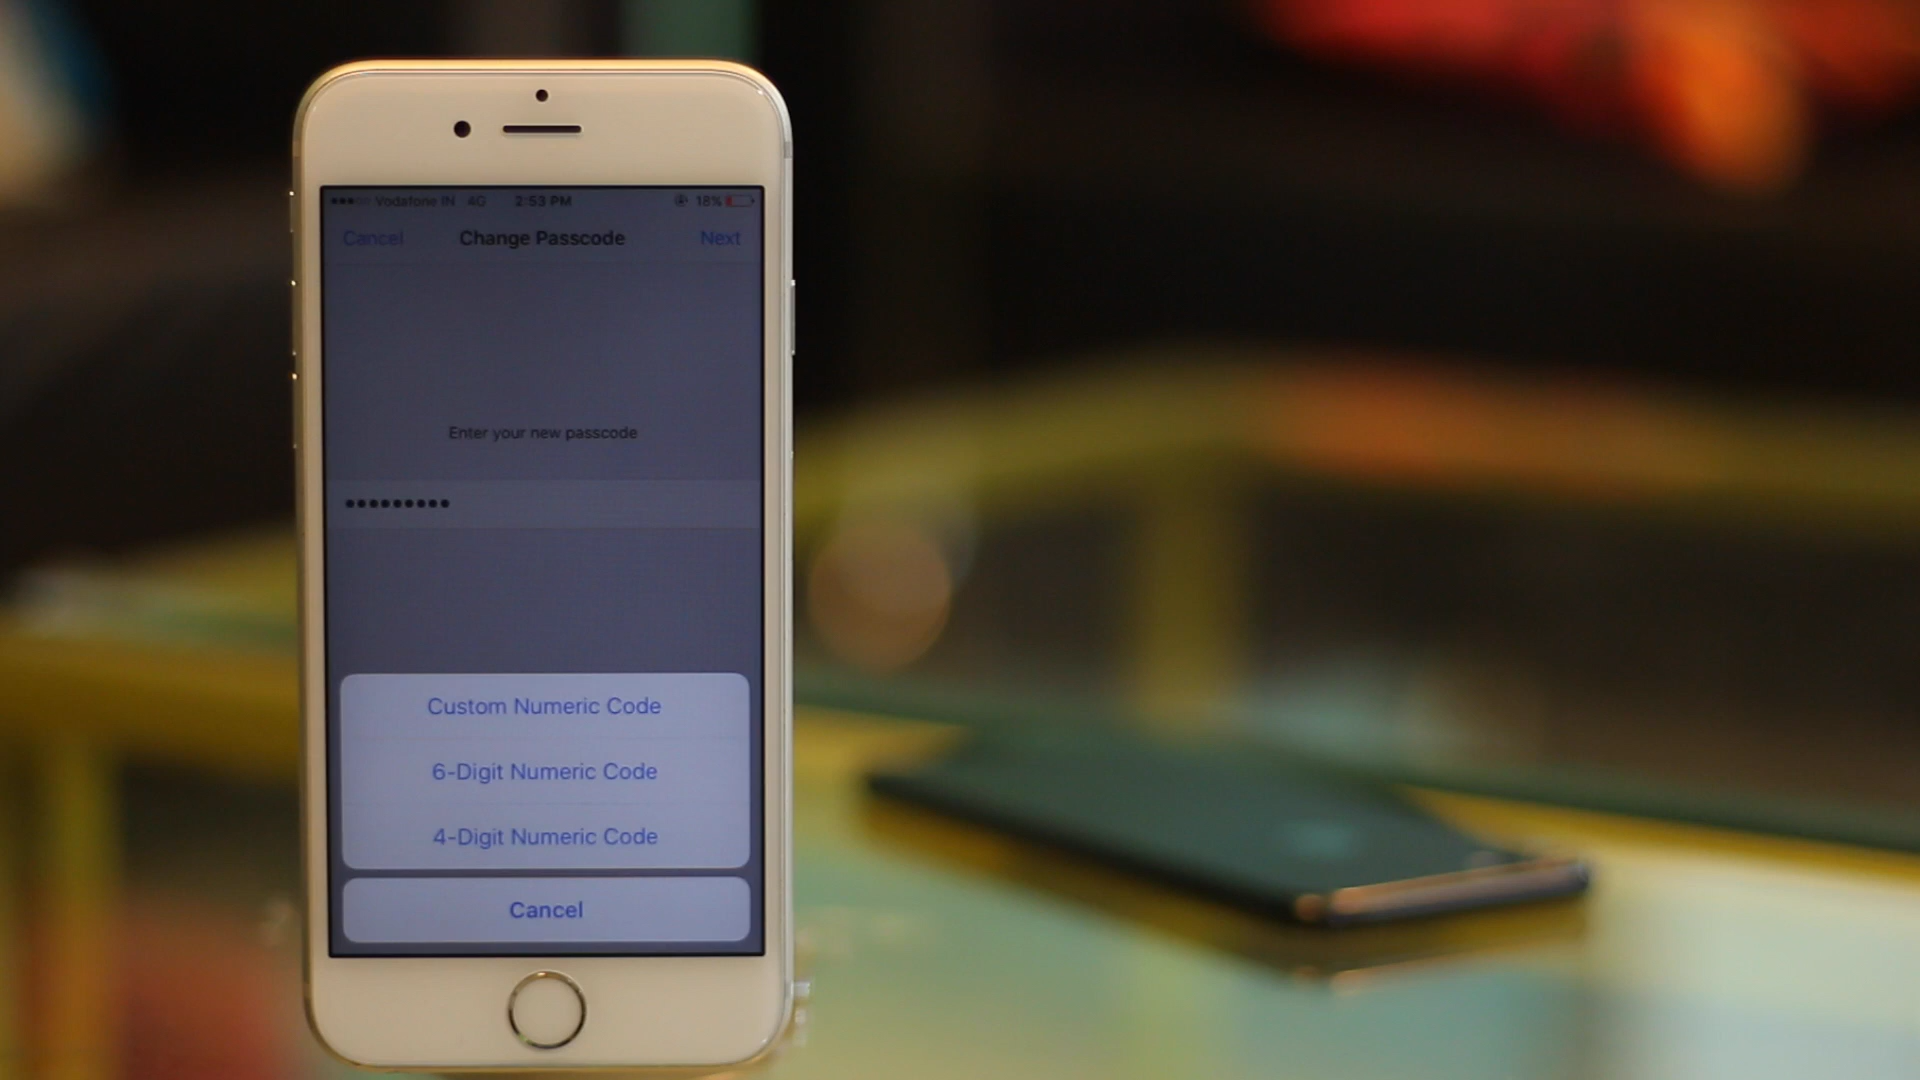 Vodafone IN 4G 2:53 PM 18%
Cancel Change Passcode Next
Enter your new passcode
•••••••••
Custom Numeric Code
6-Digit Numeric Code
4-Digit Numeric Code
Cancel